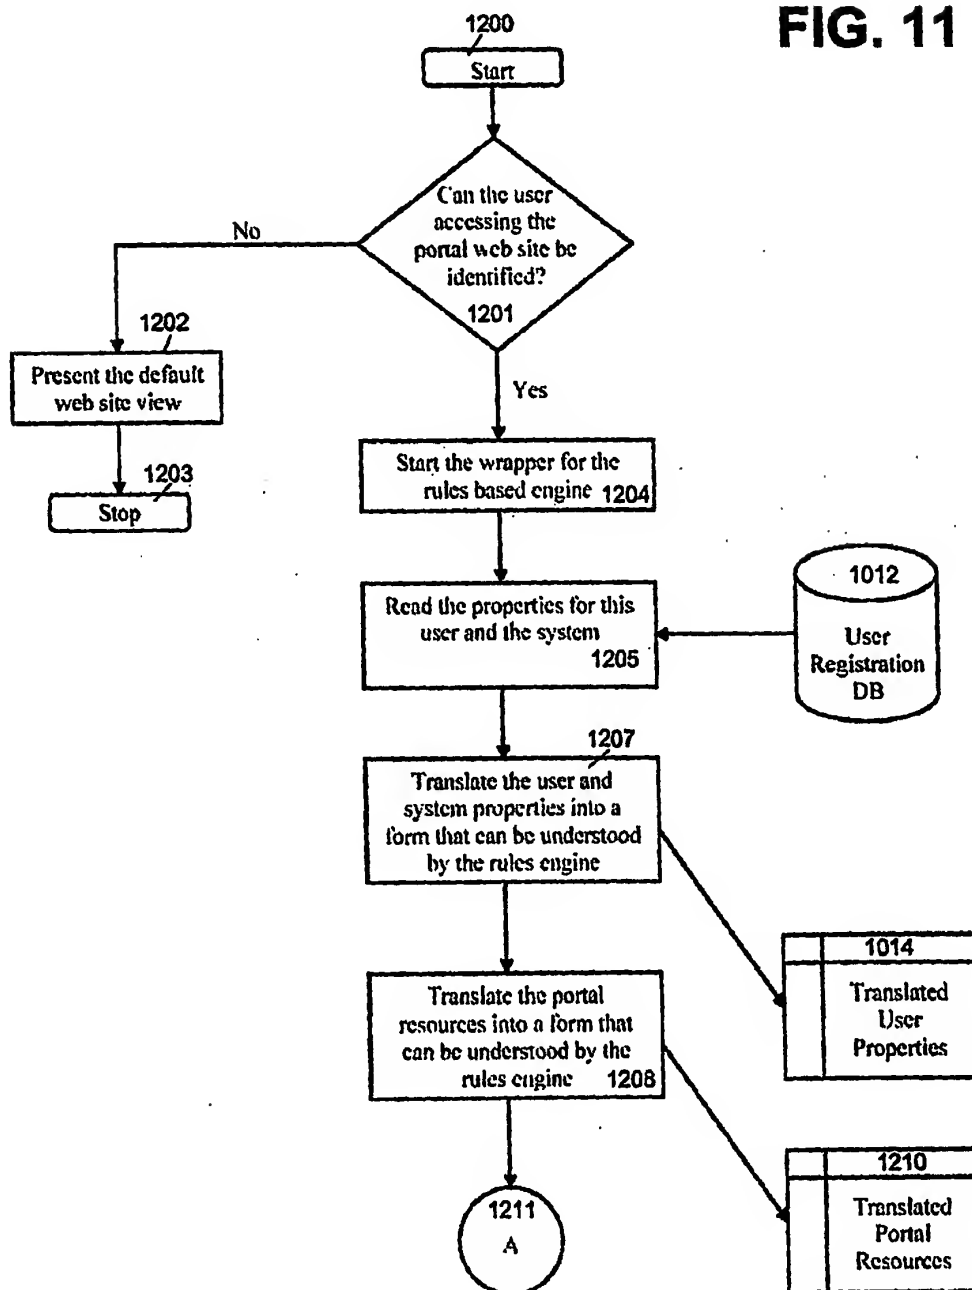 FIG. 11
1200
Start
Can the user
accessing the
portal web site be
identified?
1201
No
Yes
1202
Present the default
web site view
1203
Stop
Start the wrapper for the
rules based engine 1204
Read the properties for this
user and the system
1205
1012
User
Registration
DB
1207
Translate the user and
system properties into a
form that can be understood
by the rules engine
1014
Translated
User
Properties
Translate the portal
resources into a form that
can be understood by the
rules engine 1208
1210
Translated
Portal
Resources
1211
A